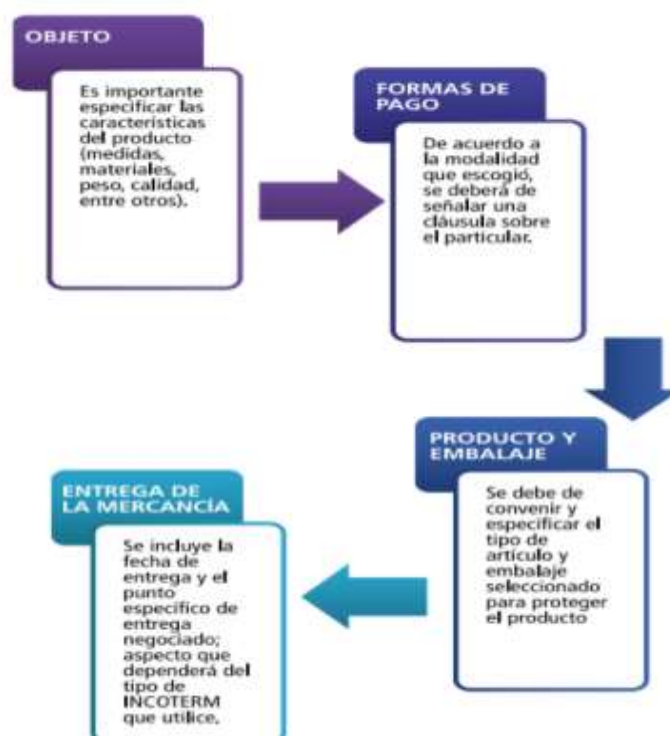 OBJETO
Es importante
especificar las
características
del producto
(medidas,
materiales,
peso, calidad,
entre otros).
FORMAS DE
PAGO
De acuerdo a
la modalidad
que escogió,
se deberá de
señalar una
cláusula sobre
el particular.
PRODUCTO Y
EMBALAJE
Se debe de
convenir y
especificar el
tipo de
artículo y
embalaje
seleccionado
para proteger
el producto
ENTREGA DE
LA MERCANCÍA
Se incluye la
fecha de
entrega y el
punto
específico de
entrega
negociado;
aspecto que
dependerá del
tipo de
INCOTERM
que utilice.